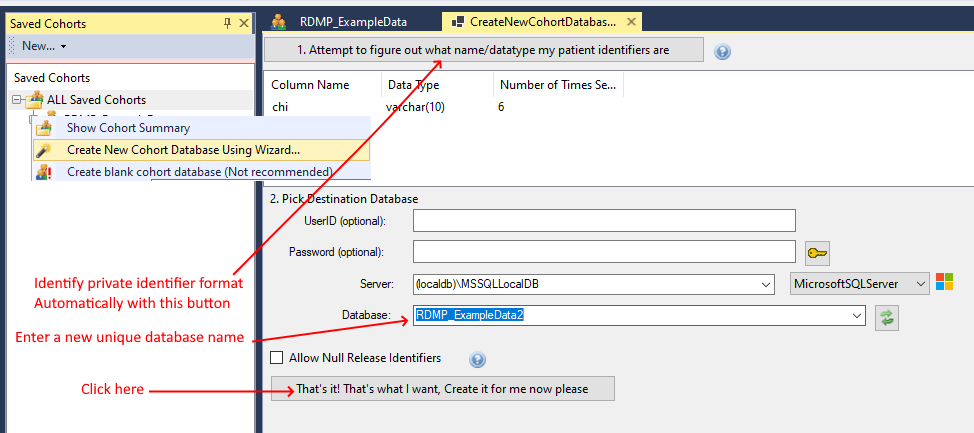 Saved Cohorts
New...
Saved Cohorts
ALL Saved Cohorts
Show Cohort Summary
Create New Cohort Database Using Wizard...
Create blank cohort database (Not recommended)
Identify private identifier format
Automatically with this button
Enter a new unique database name
Click here
RDMP_ExampleData
CreateNewCohortDatabas...
1. Attempt to figure out what name/datatype my patient identifiers are
Column Name Data Type Number of Times Se...
chi varchar(10) 6
2. Pick Destination Database
UserID (optional):
Password (optional):
Server: (localdb)\MSSQLLocalDB MicrosoftSQLServer
Database: RDMP_ExampleData2
Allow Null Release Identifiers
That's it! That's what I want, Create it for me now please